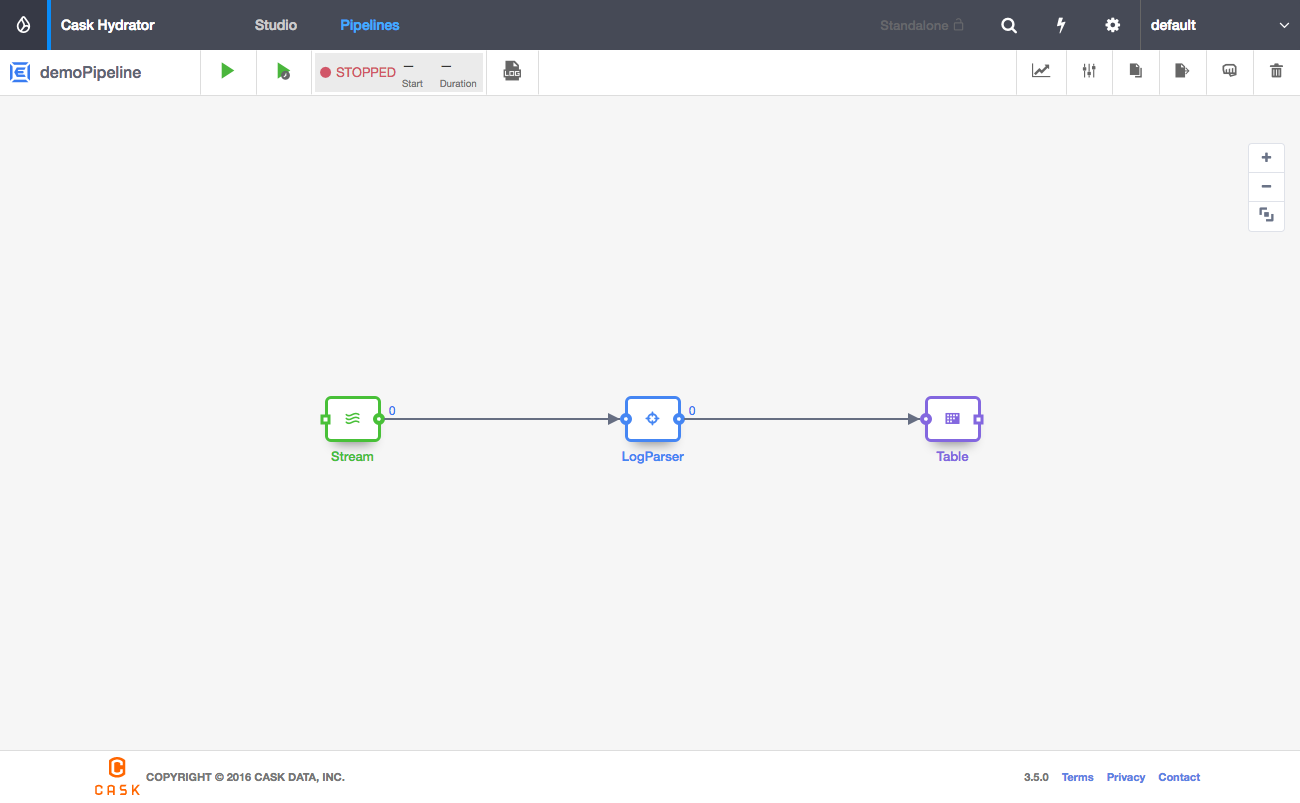 Cask Hydrator
Studio
Pipelines
Standalone
default
demoPipeline
STOPPED
– Start
– Duration
LOG
0
0
Stream
LogParser
Table
CASK
COPYRIGHT © 2016 CASK DATA, INC.
3.5.0 Terms Privacy Contact